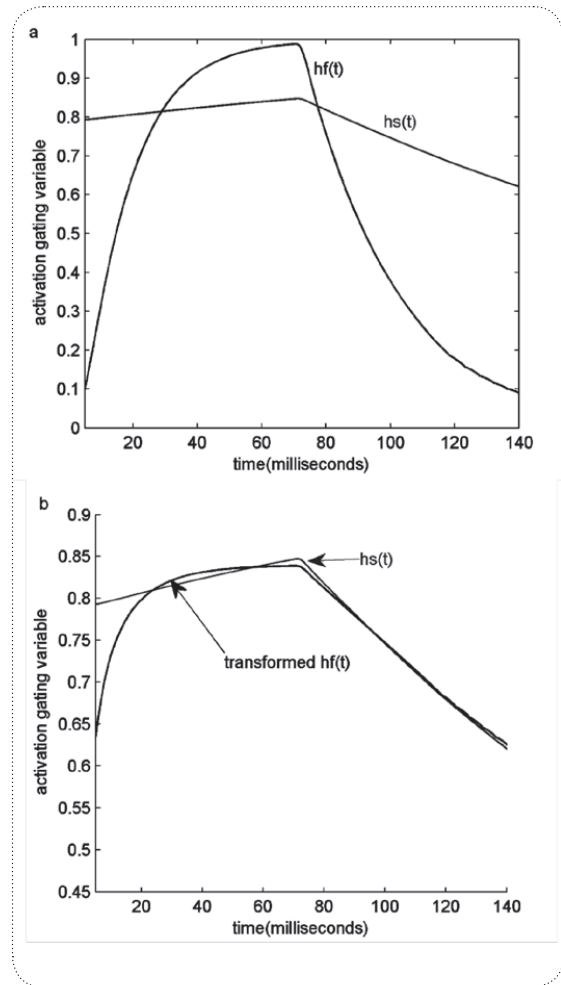 a
1
0.9
0.8
0.7
0.6
0.5
0.4
0.3
0.2
0.1
0
activation gating variable
hf(t)
hs(t)
20 40 60 80 100 120 140
time(milliseconds)
b
0.9
0.85
0.8
0.75
0.7
0.65
0.6
0.55
0.5
0.45
activation gating variable
hs(t)
transformed hf(t)
20 40 60 80 100 120 140
time(milliseconds)